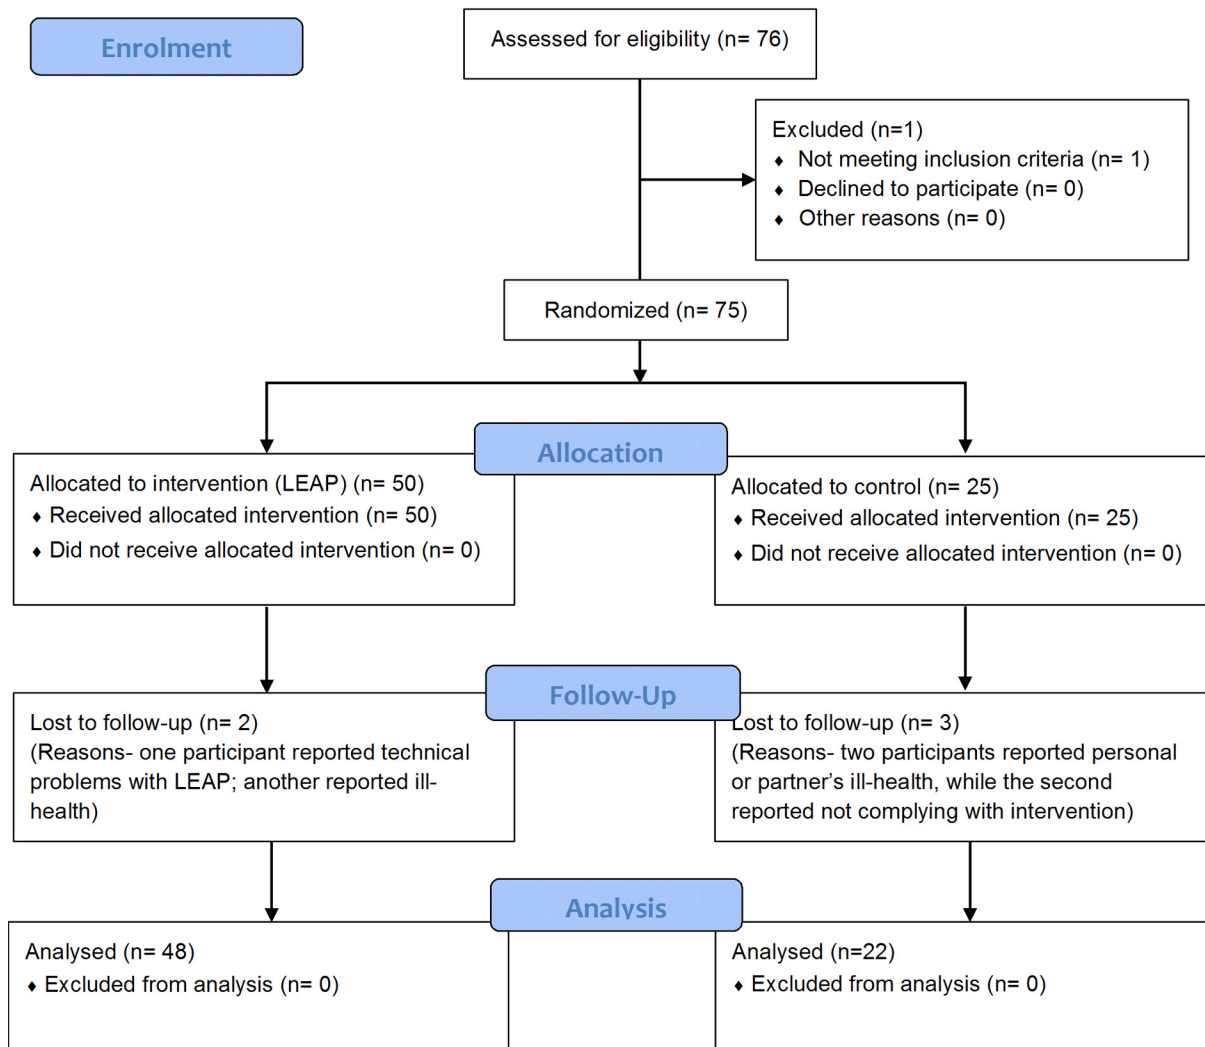 Enrolment
Assessed for eligibility (n= 76)
Excluded (n=1)
♦ Not meeting inclusion criteria (n= 1)
♦ Declined to participate (n= 0)
♦ Other reasons (n= 0)
Randomized (n= 75)
Allocation
Allocated to intervention (LEAP) (n= 50)
♦ Received allocated intervention (n= 50)
♦ Did not receive allocated intervention (n= 0)
Allocated to control (n= 25)
♦ Received allocated intervention (n= 25)
♦ Did not receive allocated intervention (n= 0)
Follow-Up
Lost to follow-up (n= 2)
(Reasons- one participant reported technical
problems with LEAP; another reported ill-
health)
Lost to follow-up (n= 3)
(Reasons- two participants reported personal
or partner’s ill-health, while the second
reported not complying with intervention)
Analysis
Analysed (n= 48)
♦ Excluded from analysis (n= 0)
Analysed (n=22)
♦ Excluded from analysis (n= 0)